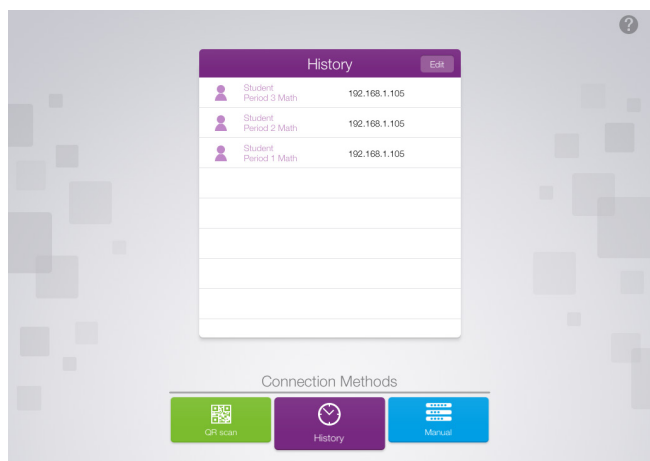 ?
History
Edit
Student
Period 3 Math
192.168.1.105
Student
Period 2 Math
192.168.1.105
Student
Period 1 Math
192.168.1.105
Connection Methods
QR scan
History
Manual